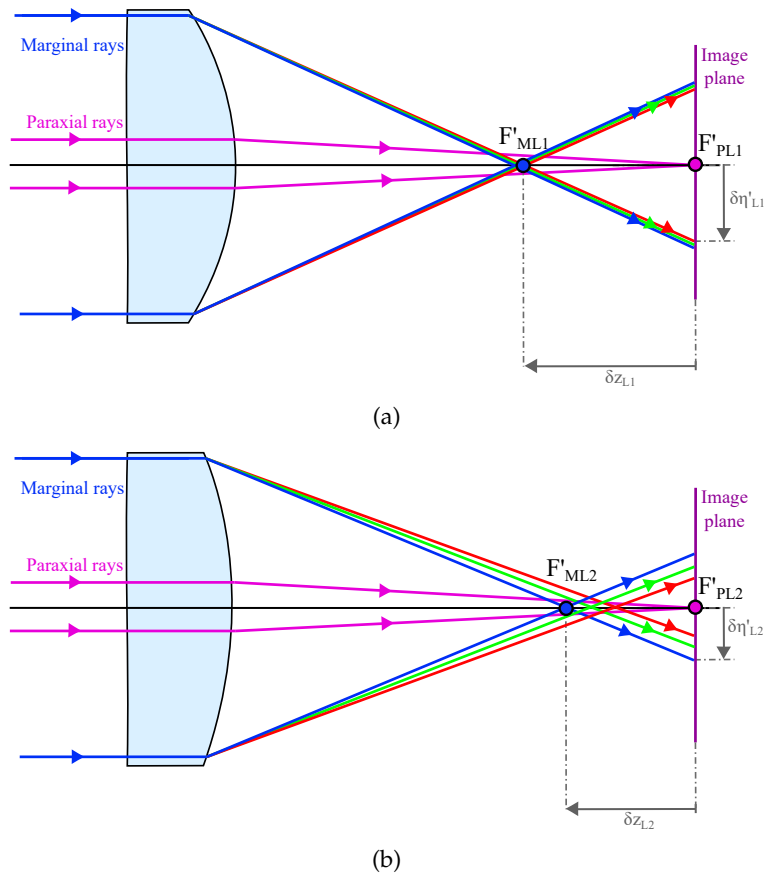 Marginal rays
Image
plane
Paraxial rays
F'ML1
F'PL1
δη'L1
δzL1
(a)
Marginal rays
Image
plane
Paraxial rays
F'ML2
F'PL2
δη'L2
δzL2
(b)